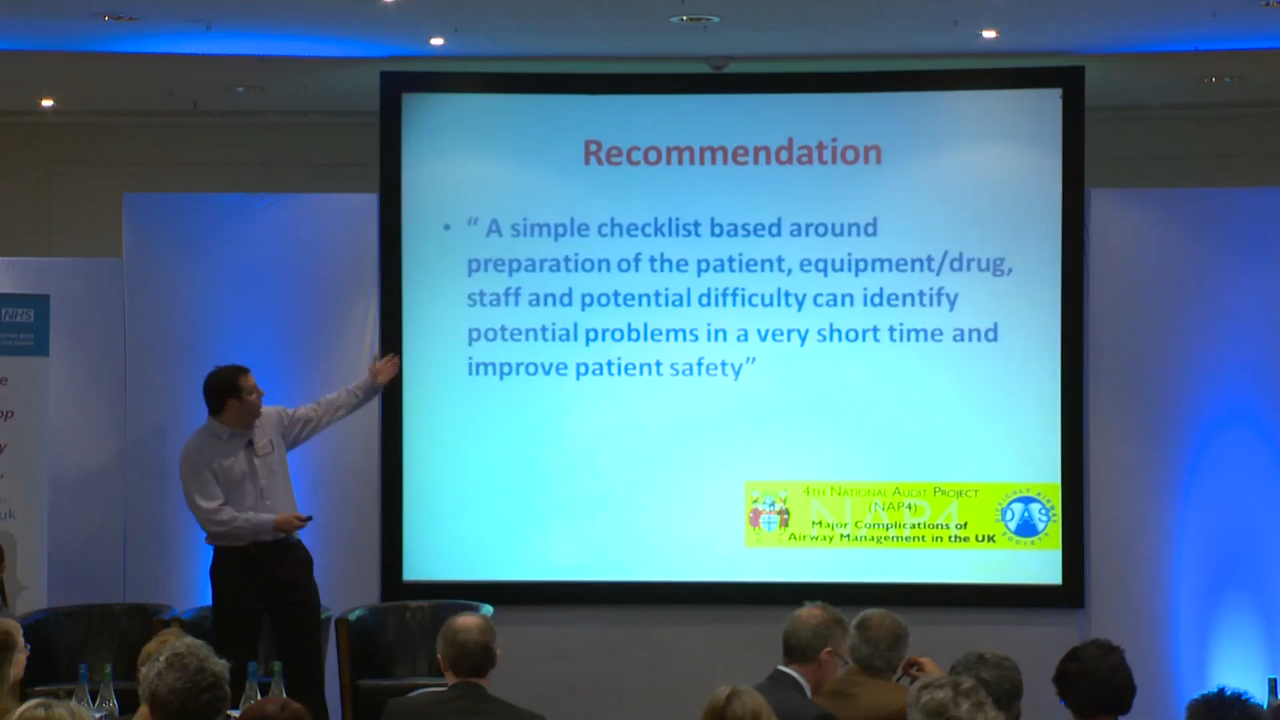 Recommendation
• “ A simple checklist based around
preparation of the patient, equipment/drug,
staff and potential difficulty can identify
potential problems in a very short time and
improve patient safety”
4th National Audit Project
(NAP4)
Major Complications of
Airway Management in the UK
DAS
NHS
e
op
y
uk